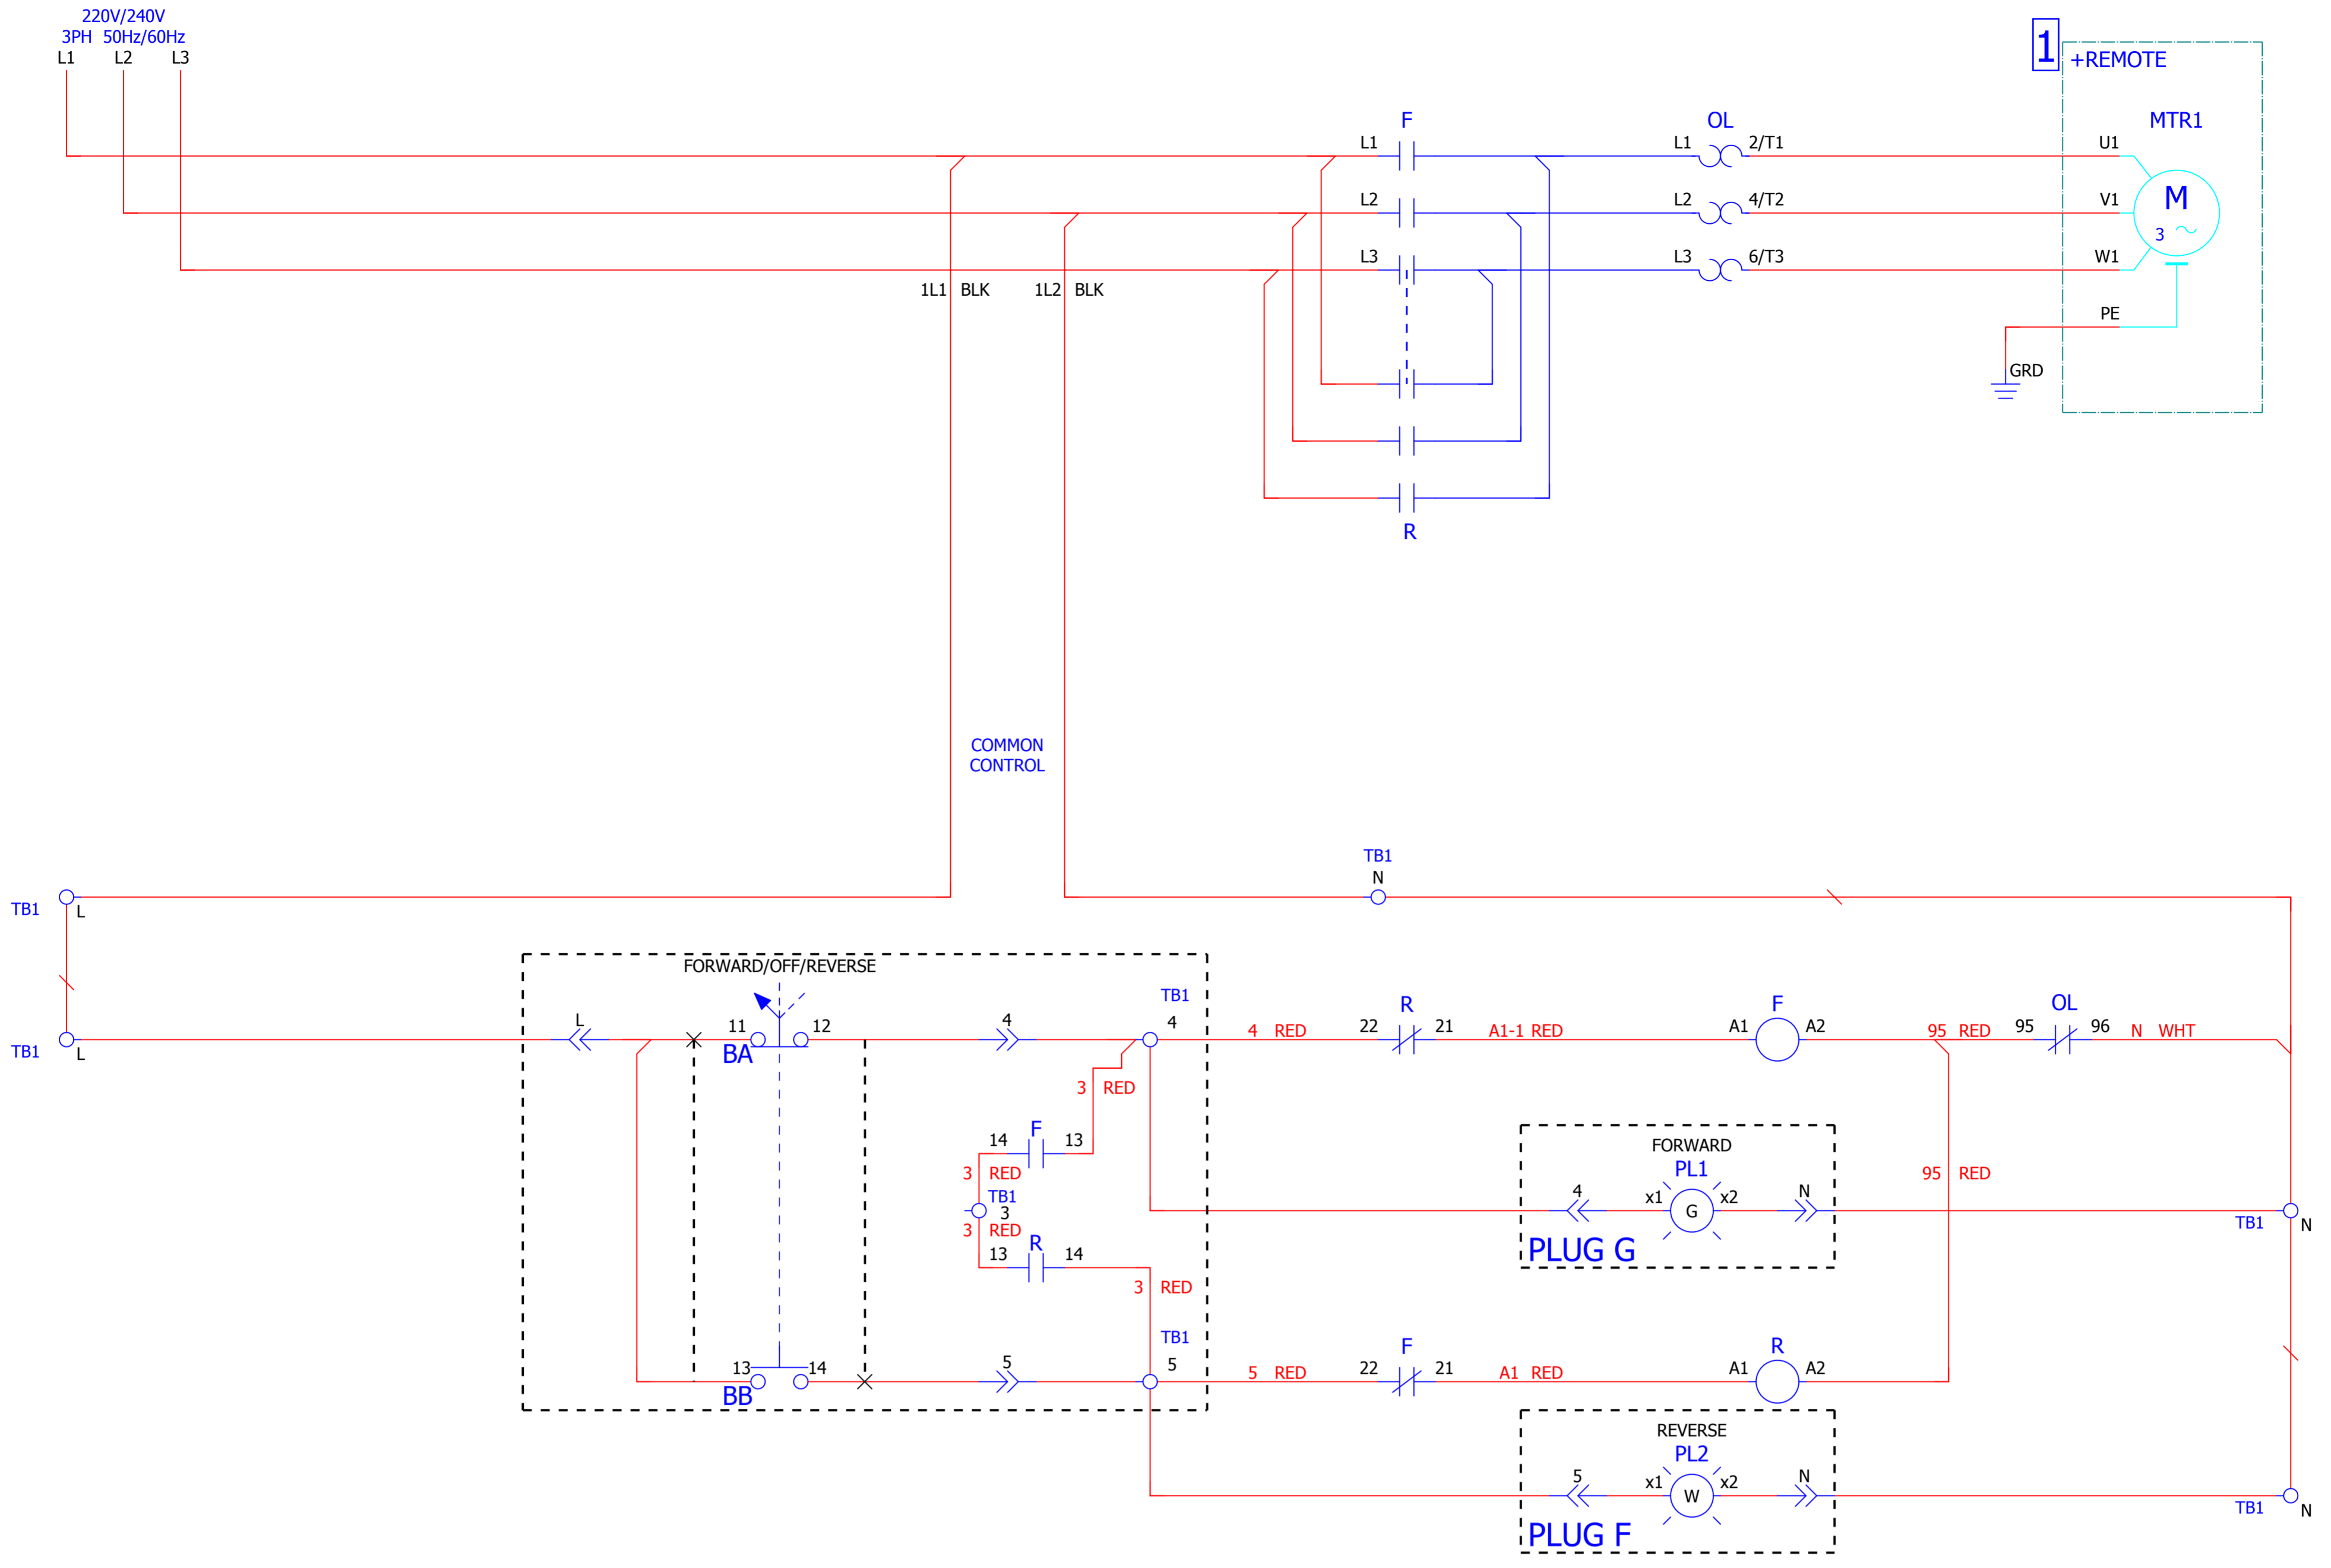 220V/240V
3PH 50Hz/60Hz
L1 L2 L3
1 +REMOTE
F OL MTR1
L1 L1 2/T1 U1
L2 L2 4/T2 V1
M
3
L3 L3 6/T3 W1
1L1 BLK 1L2 BLK
PE
GRD
R
COMMON
CONTROL
TB1
N
TB1 L
FORWARD/OFF/REVERSE
TB1
L 11 12 4 4
R F OL
4 RED 22 21 A1-1 RED A1 A2 95 RED 95 96 N WHT
TB1 L
BA
3 RED
F
14 13
3 RED
TB1
3
3 RED
R
13 14
3 RED
FORWARD
PL1
4 x1 x2 N
G
PLUG G
95 RED
TB1 N
TB1
13 14 5 5
BB
F R
5 RED 22 21 A1 RED A1 A2
REVERSE
PL2
5 x1 x2 N
W
PLUG F
TB1 N